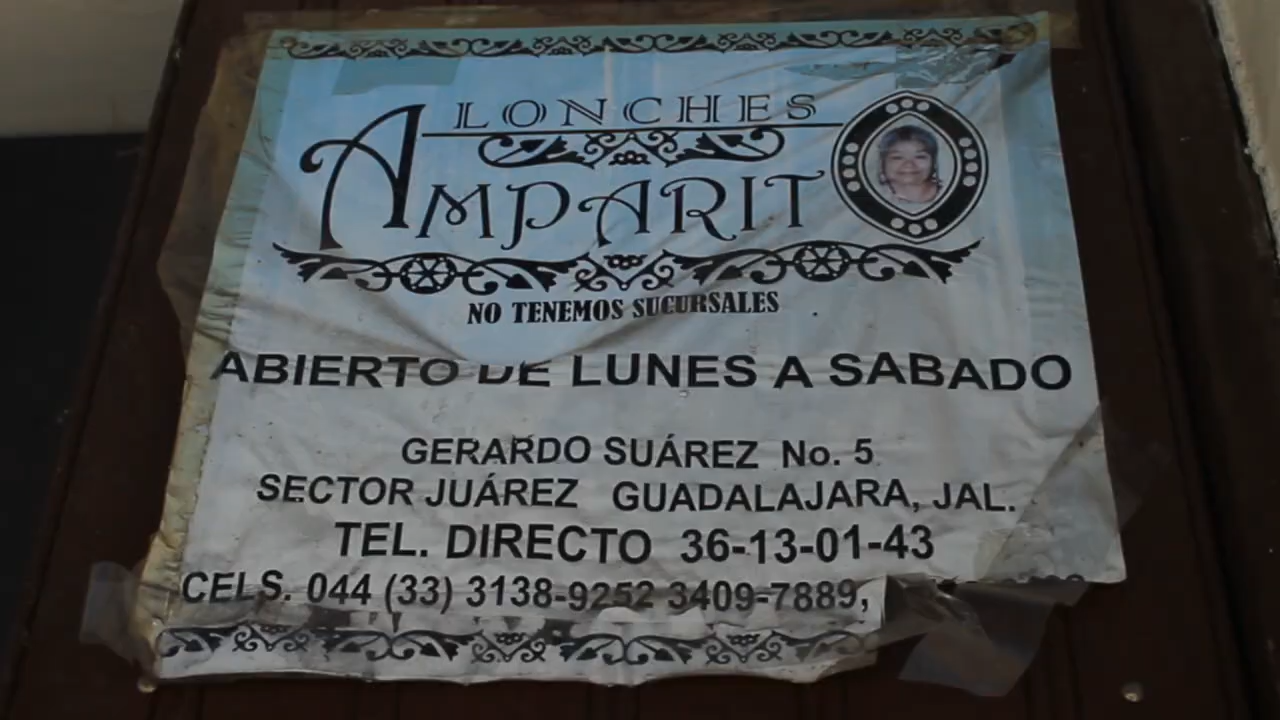 LONCHES
AMPARIT
NO TENEMOS SUCURSALES
ABIERTO DE LUNES A SABADO
GERARDO SUÁREZ No. 5
SECTOR JUÁREZ GUADALAJARA, JAL.
TEL. DIRECTO 36-13-01-43
CELS. 044 (33) 3138-9252 3409-7889,